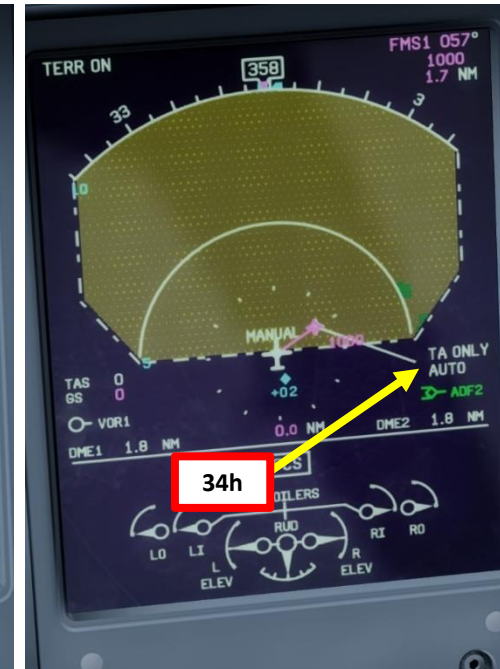 TERR ON
358
FMS1 057°
1000
1.7 NM
33
3
10
MANUAL
1000
5
+02
TA ONLY
AUTO
TAS 0
GS 0
ADF2
VOR1
0.0 NM
DME1 1.8 NM
DME2 1.8 NM
34h
RUD
LO
LI
RI
RO
L
ELEV
R
ELEV